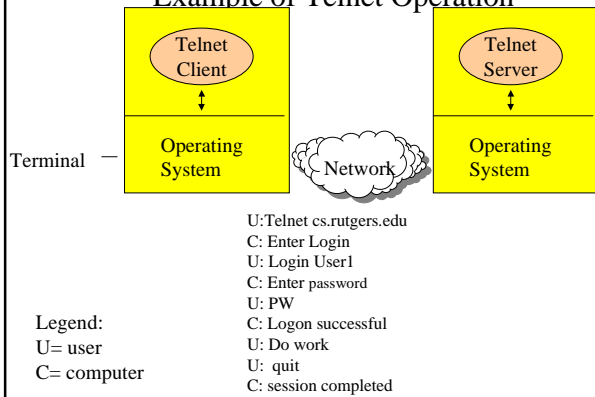 Example of Telnet Operation
Telnet
Client
Telnet
Server
Operating
System
Network
Operating
System
Terminal
U:Telnet cs.rutgers.edu
C: Enter Login
U: Login User1
C: Enter password
U: PW
C: Logon successful
U: Do work
U: quit
C: session completed
Legend:
U= user
C= computer